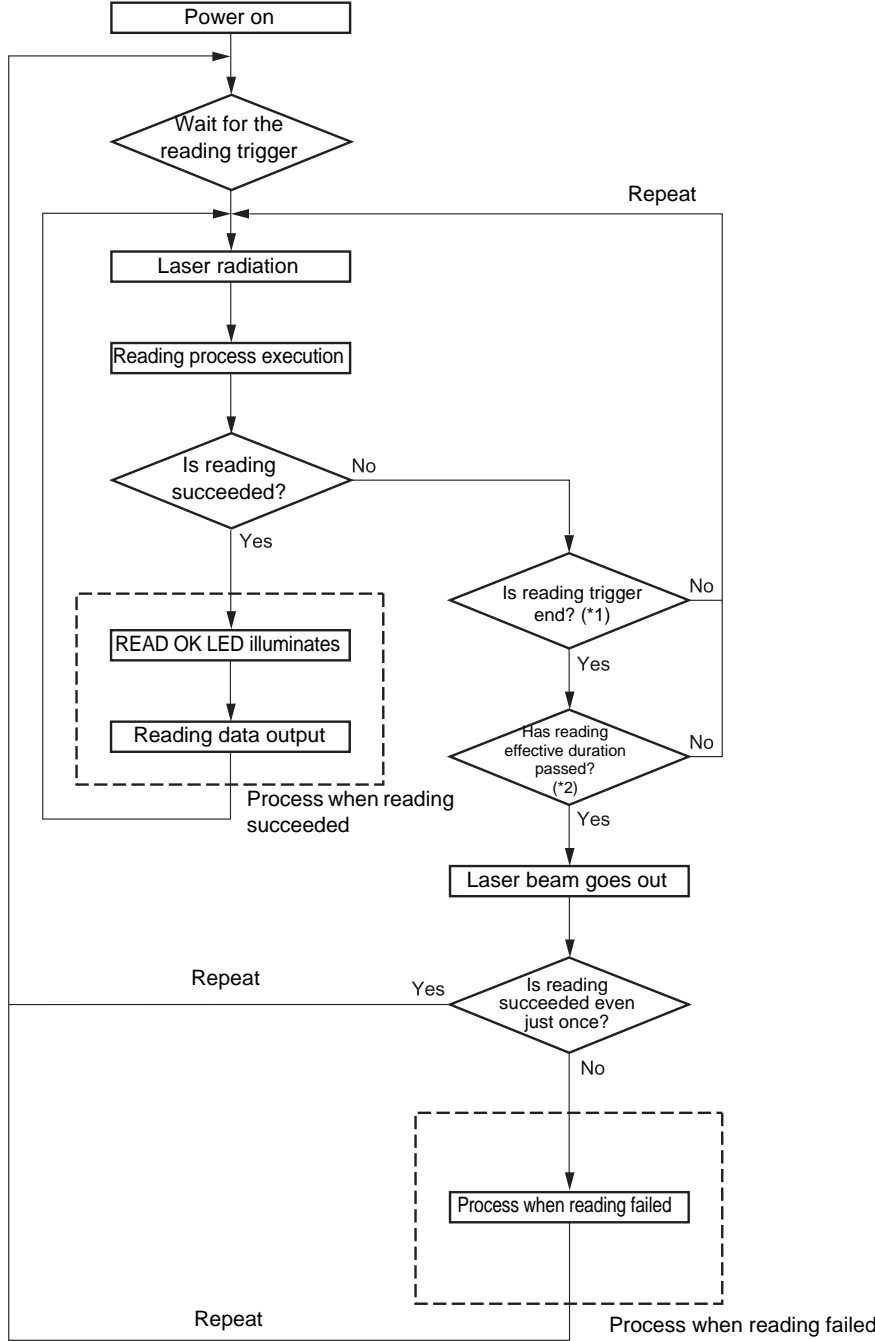 Power on
Wait for the
reading trigger
Repeat
Laser radiation
Reading process execution
Is reading
succeeded?
No
Yes
Is reading trigger
end? (*1)
No
Yes
READ OK LED illuminates
Reading data output
Has reading
effective duration
passed?
(*2)
No
Yes
Process when reading
succeeded
Laser beam goes out
Is reading
succeeded even
just once?
Yes
Repeat
No
Process when reading failed
Repeat
Process when reading failed